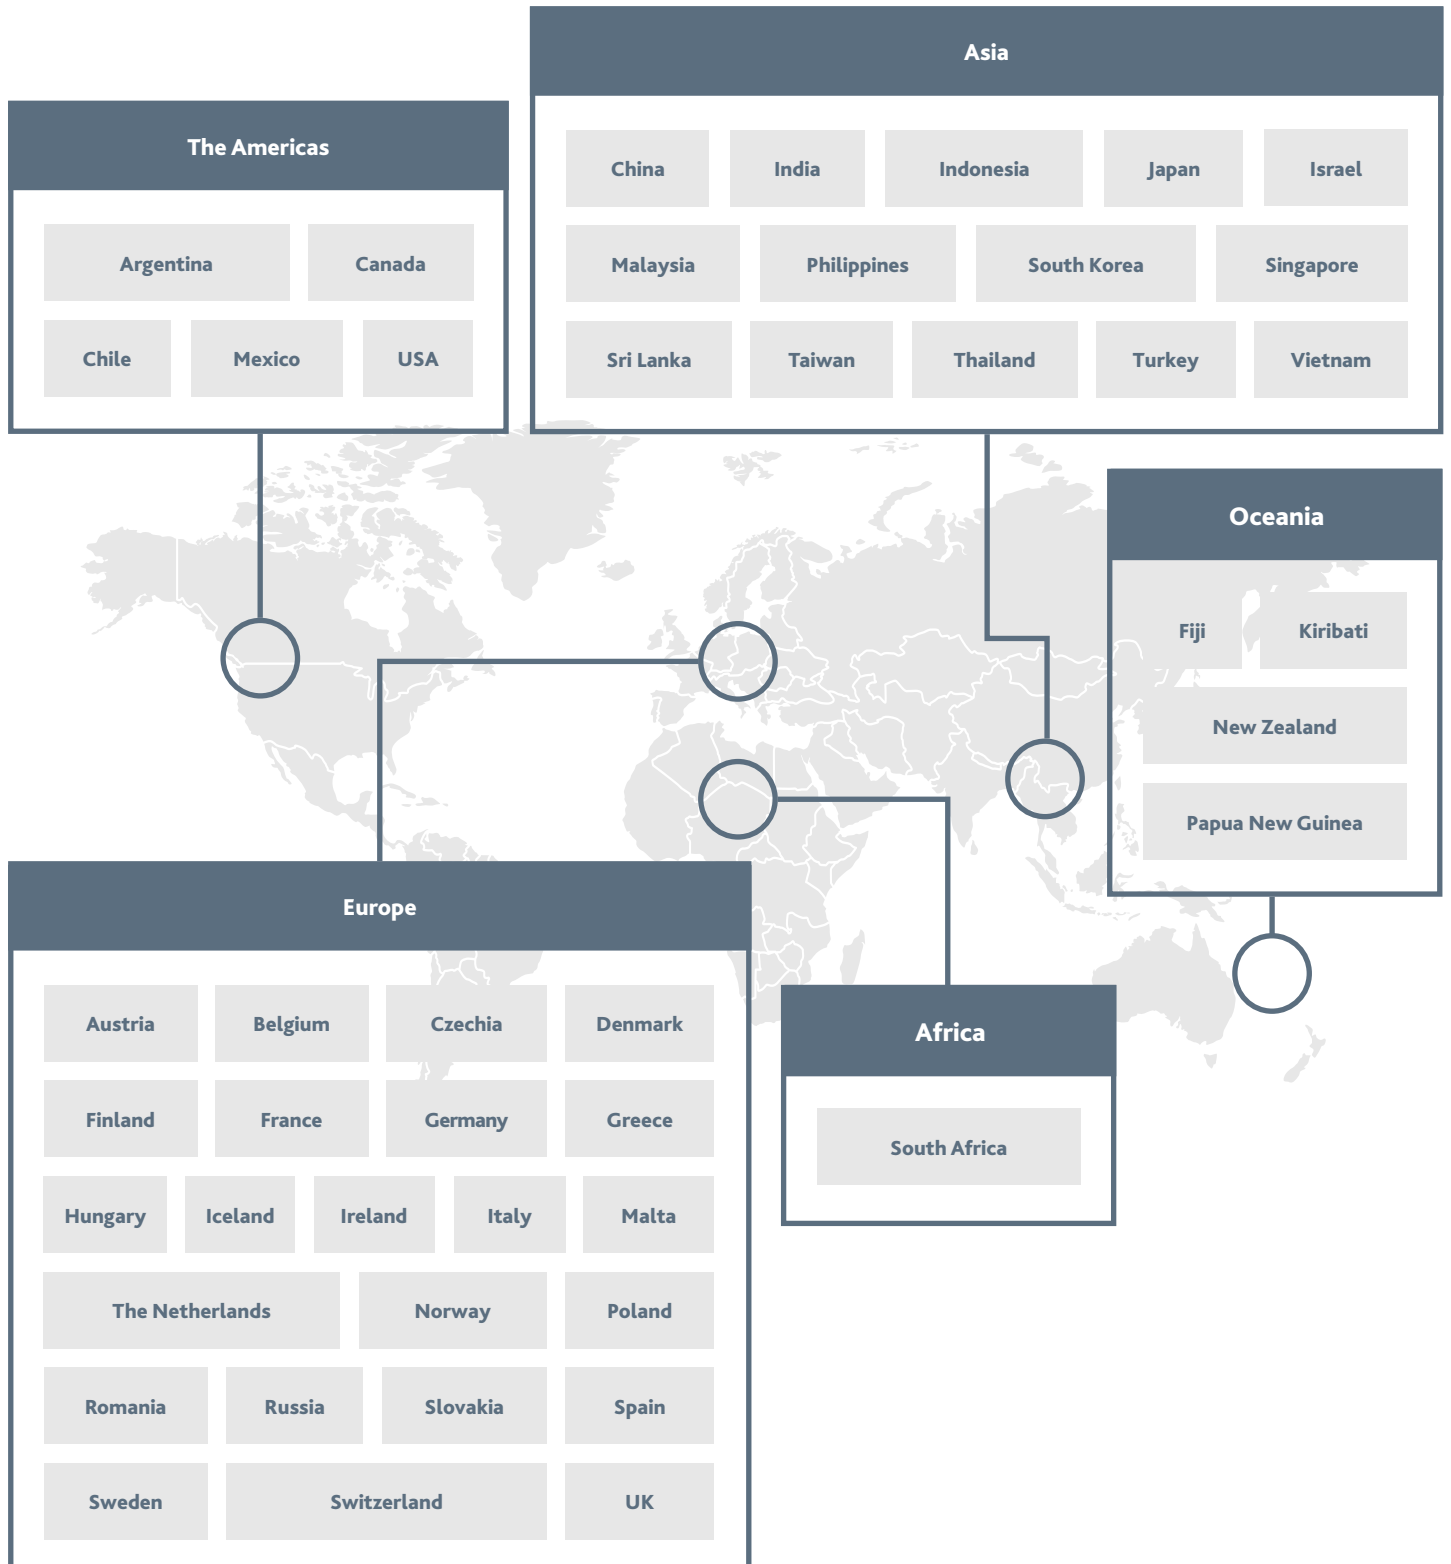 Asia
China
India
Indonesia
Japan
Israel
Malaysia
Philippines
South Korea
Singapore
Sri Lanka
Taiwan
Thailand
Turkey
Vietnam
The Americas
Argentina
Canada
Chile
Mexico
USA
Oceania
Fiji
Kiribati
New Zealand
Papua New Guinea
Europe
Austria
Belgium
Czechia
Denmark
Finland
France
Germany
Greece
Hungary
Iceland
Ireland
Italy
Malta
The Netherlands
Norway
Poland
Romania
Russia
Slovakia
Spain
Sweden
Switzerland
UK
Africa
South Africa